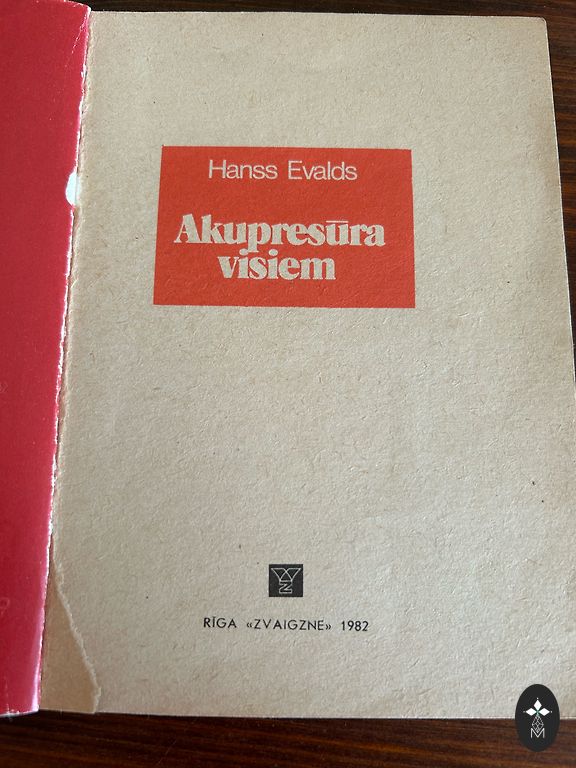 Hanss Evalds
Akupresūra
visiem
RĪGA «ZVAIGZNE» 1982
M